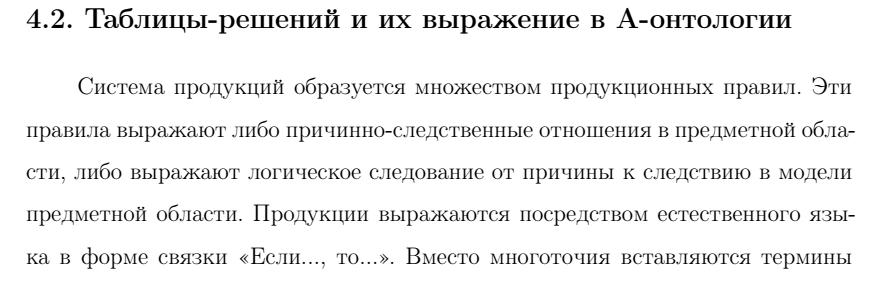 4.2. Таблицы-решений и их выражение в А-онтологии
Система продукций образуется множеством продукционных правил. Эти
правила выражают либо причинно-следственные отношения в предметной обла-
сти, либо выражают логическое следование от причины к следствию в модели
предметной области. Продукции выражаются посредством естественного язы-
ка в форме связки «Если..., то...». Вместо многоточия вставляются термины